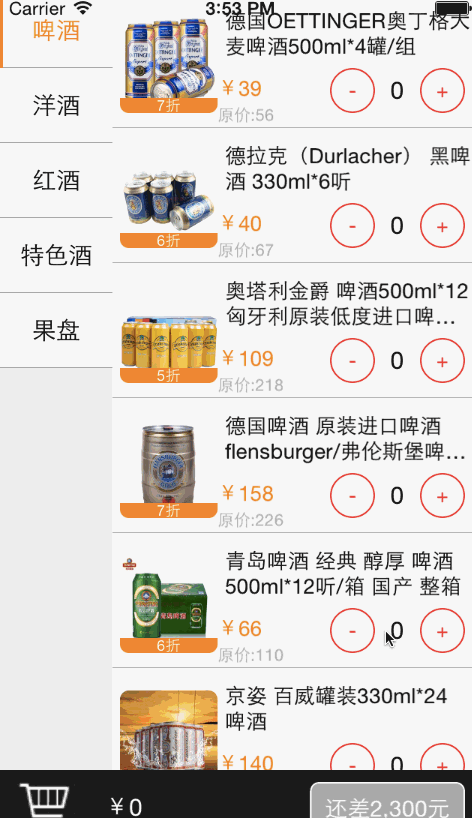 Carrier 3:53 PM
啤酒
洋酒
红酒
特色酒
果盘
德国OETTINGER奥丁格大
麦啤酒500ml*4罐/组
7折
￥39
原价:56
- 0 +
德拉克（Durlacher） 黑啤
酒 330ml*6听
6折
￥40
原价:67
- 0 +
奥塔利金爵 啤酒500ml*12
匈牙利原装低度进口啤…
5折
￥109
原价:218
- 0 +
德国啤酒 原装进口啤酒
flensburger/弗伦斯堡啤…
7折
￥158
原价:226
- 0 +
青岛啤酒 经典 醇厚 啤酒
500ml*12听/箱 国产 整箱
6折
￥66
原价:110
- 0 +
京姿 百威罐装330ml*24
啤酒
￥140
- 0 +
￥0
还差2,300元